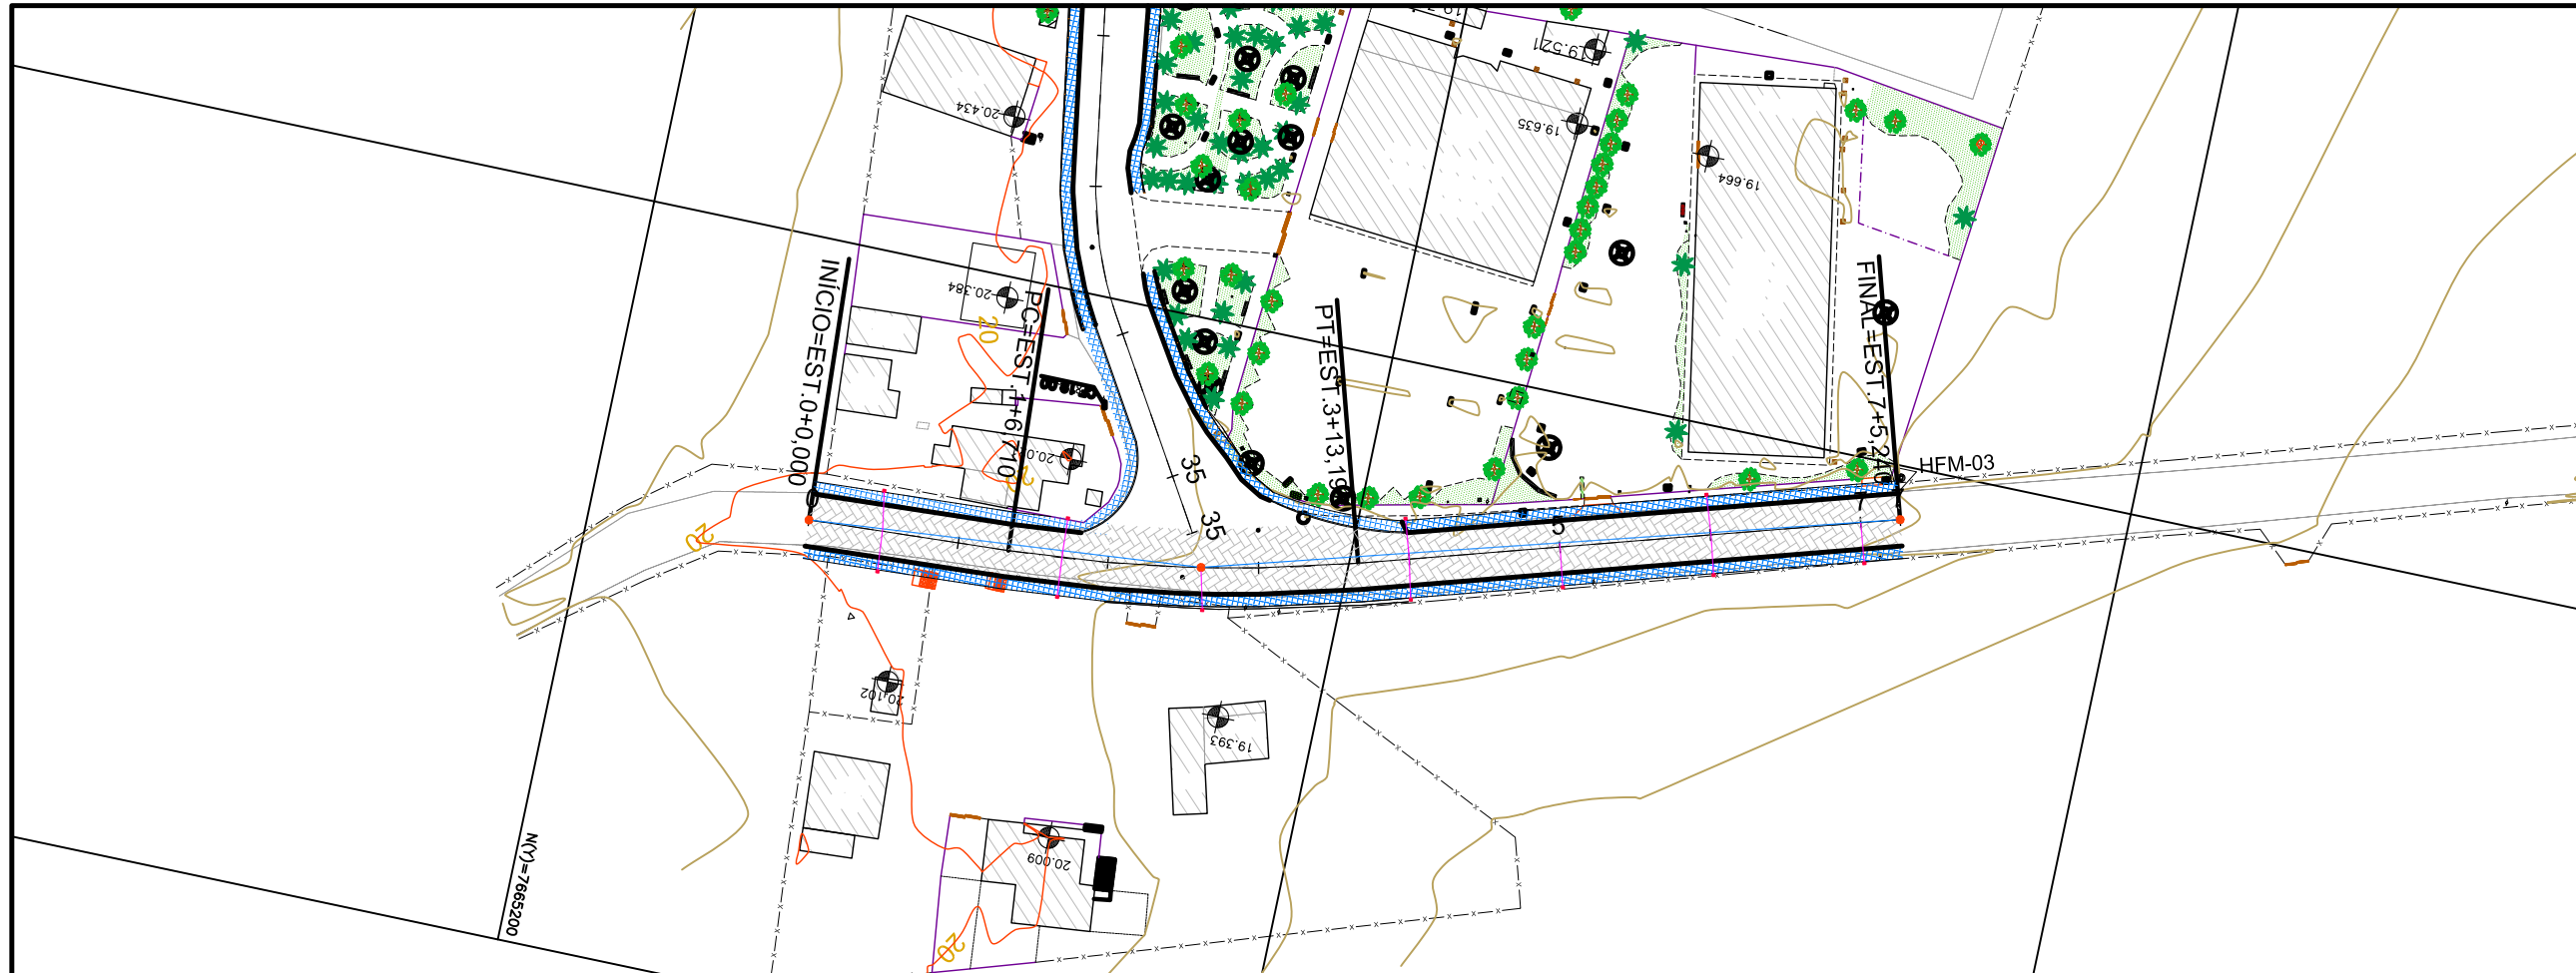 19.521
20.434
19.635
19.664
INÍCIO=EST.0+0,000
20.384
20
PC=EST.1+6,710
PT=EST.3+13,19
FINAL=EST.7+5,240
HFM-03
35
35
5
0
20
20.102
19.393
20.009
20
N(Y)=7665200